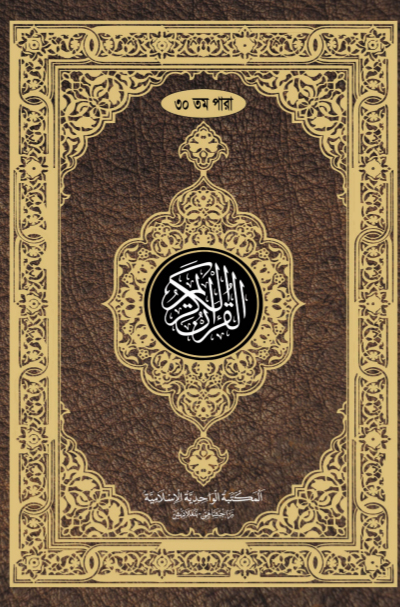 ৩০ তম পারা
القرآن الكريم
المكتبة الواحدية الإسلامية